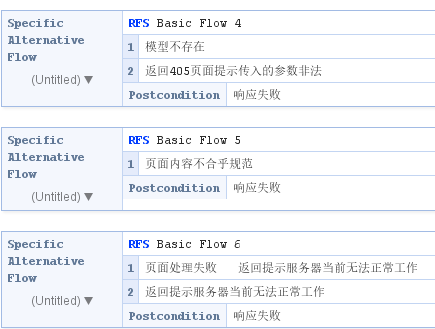 Specific Alternative Flow
(Untitled) ▼
RFS Basic Flow 4
1 模型不存在
2 返回405页面提示传入的参数非法
Postcondition 响应失败
Specific Alternative Flow
(Untitled) ▼
RFS Basic Flow 5
1 页面内容不合乎规范
Postcondition 响应失败
Specific Alternative Flow
(Untitled) ▼
RFS Basic Flow 6
1 页面处理失败 返回提示服务器当前无法正常工作
2 返回提示服务器当前无法正常工作
Postcondition 响应失败